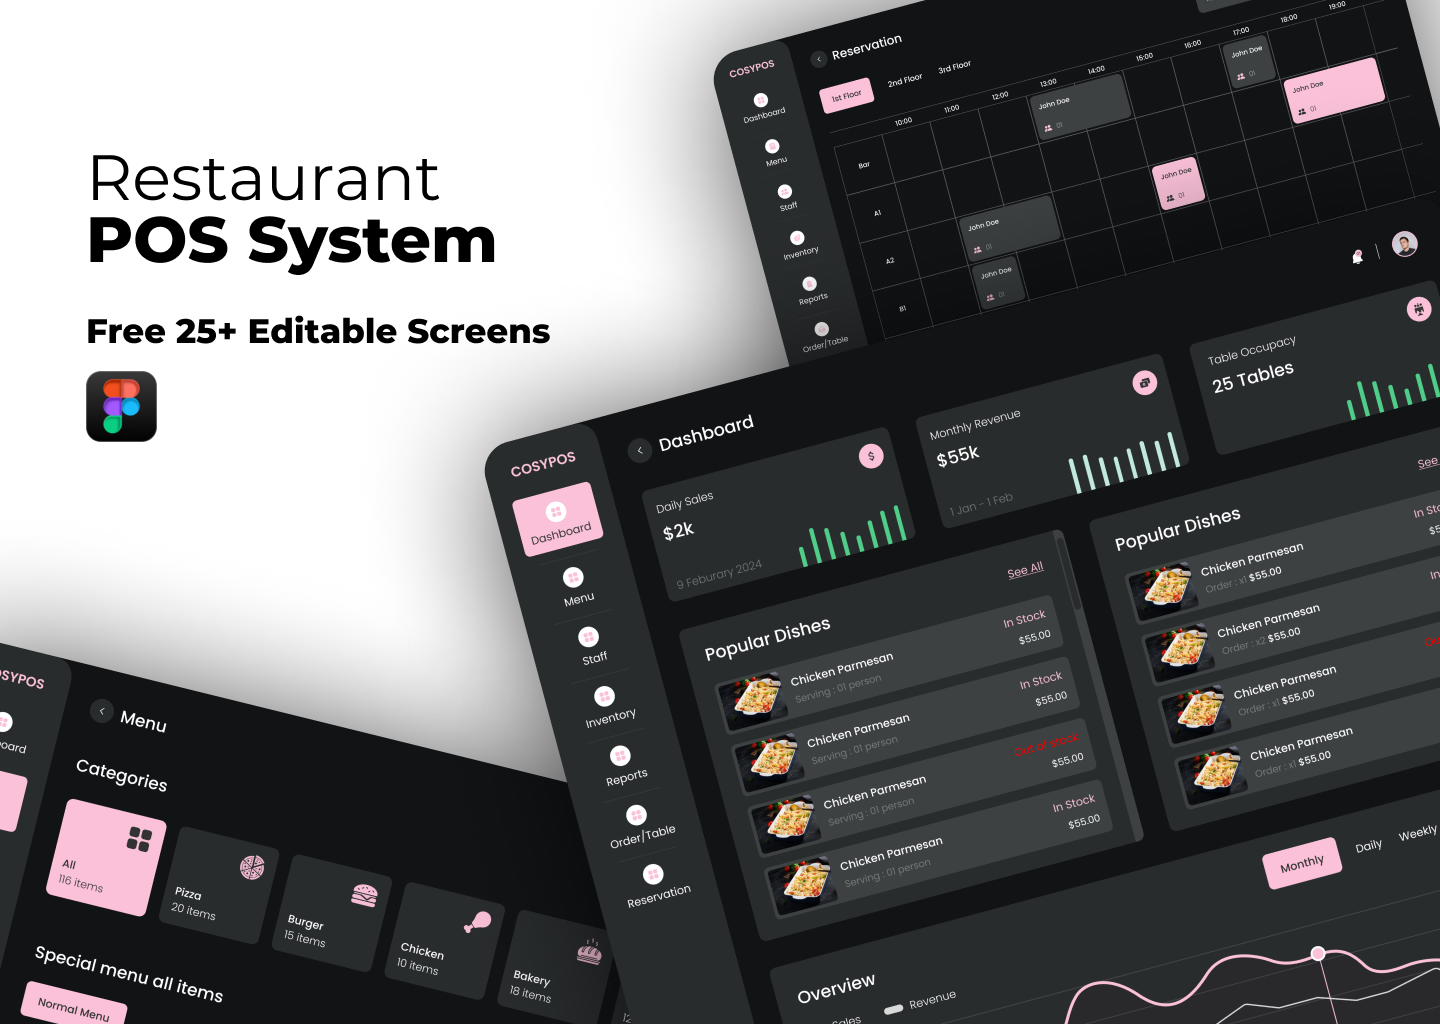 Restaurant
POS System
Free 25+ Editable Screens
COSYPOS
Dashboard
Menu
Staff
Inventory
Reports
Order/Table
Reservation
1st Floor
2nd Floor
3rd Floor
10:00
11:00
12:00
13:00
14:00
15:00
16:00
17:00
18:00
19:00
Bar
A1
A2
B1
John Doe
01
John Doe
01
John Doe
01
John Doe
01
John Doe
01
John Doe
01
COSYPOS
Dashboard
Menu
Staff
Inventory
Reports
Order/Table
Reservation
Dashboard
Daily Sales
$2k
9 Feburary 2024
Monthly Revenue
$55k
1 Jan - 1 Feb
Table Occupacy
25 Tables
Popular Dishes
See All
Chicken Parmesan
Serving : 01 person
In Stock
$55.00
Chicken Parmesan
Serving : 01 person
In Stock
$55.00
Chicken Parmesan
Serving : 01 person
Out of stock
$55.00
Chicken Parmesan
Serving : 01 person
In Stock
$55.00
Popular Dishes
See
Chicken Parmesan
Order : x1 $55.00
Chicken Parmesan
Order : x2 $55.00
Chicken Parmesan
Order : x1 $55.00
Chicken Parmesan
Order : x1 $55.00
Monthly
Daily
Weekly
Overview
Sales
Revenue
OSYPOS
Menu
Categories
All
116 items
Pizza
20 items
Burger
15 items
Chicken
10 items
Bakery
18 items
Special menu all items
Normal Menu